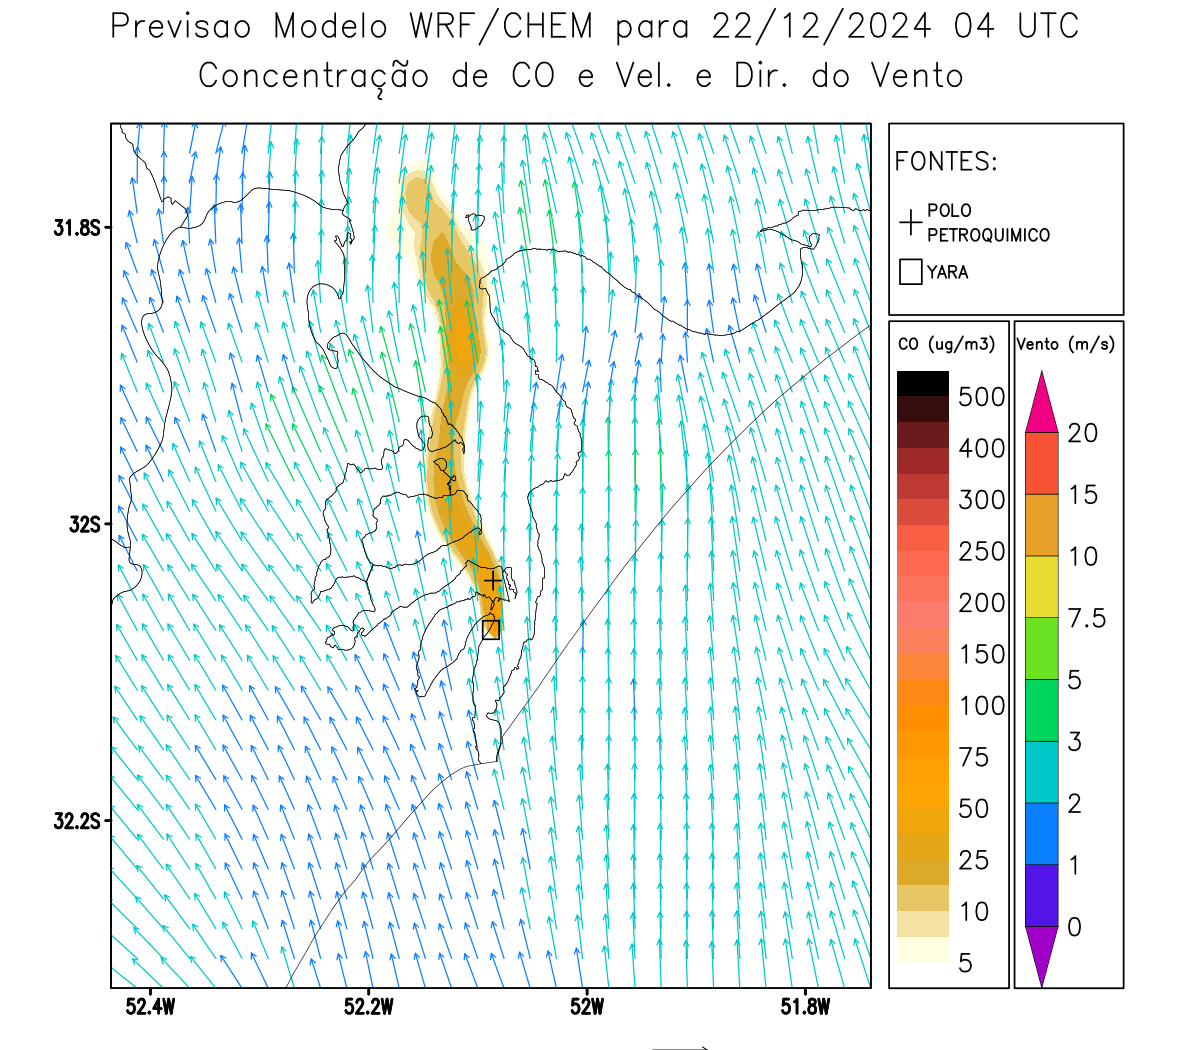 Previsao Modelo WRF/CHEM para 22/12/2024 04 UTC
Concentração de CO e Vel. e Dir. do Vento
FONTES:
POLO
PETROQUIMICO
YARA
CO (ug/m3)
500
400
300
250
200
150
100
75
50
25
10
5
Vento (m/s)
20
15
10
7.5
5
3
2
1
0
31.8S
32S
32.2S
52.4W
52.2W
52W
51.8W